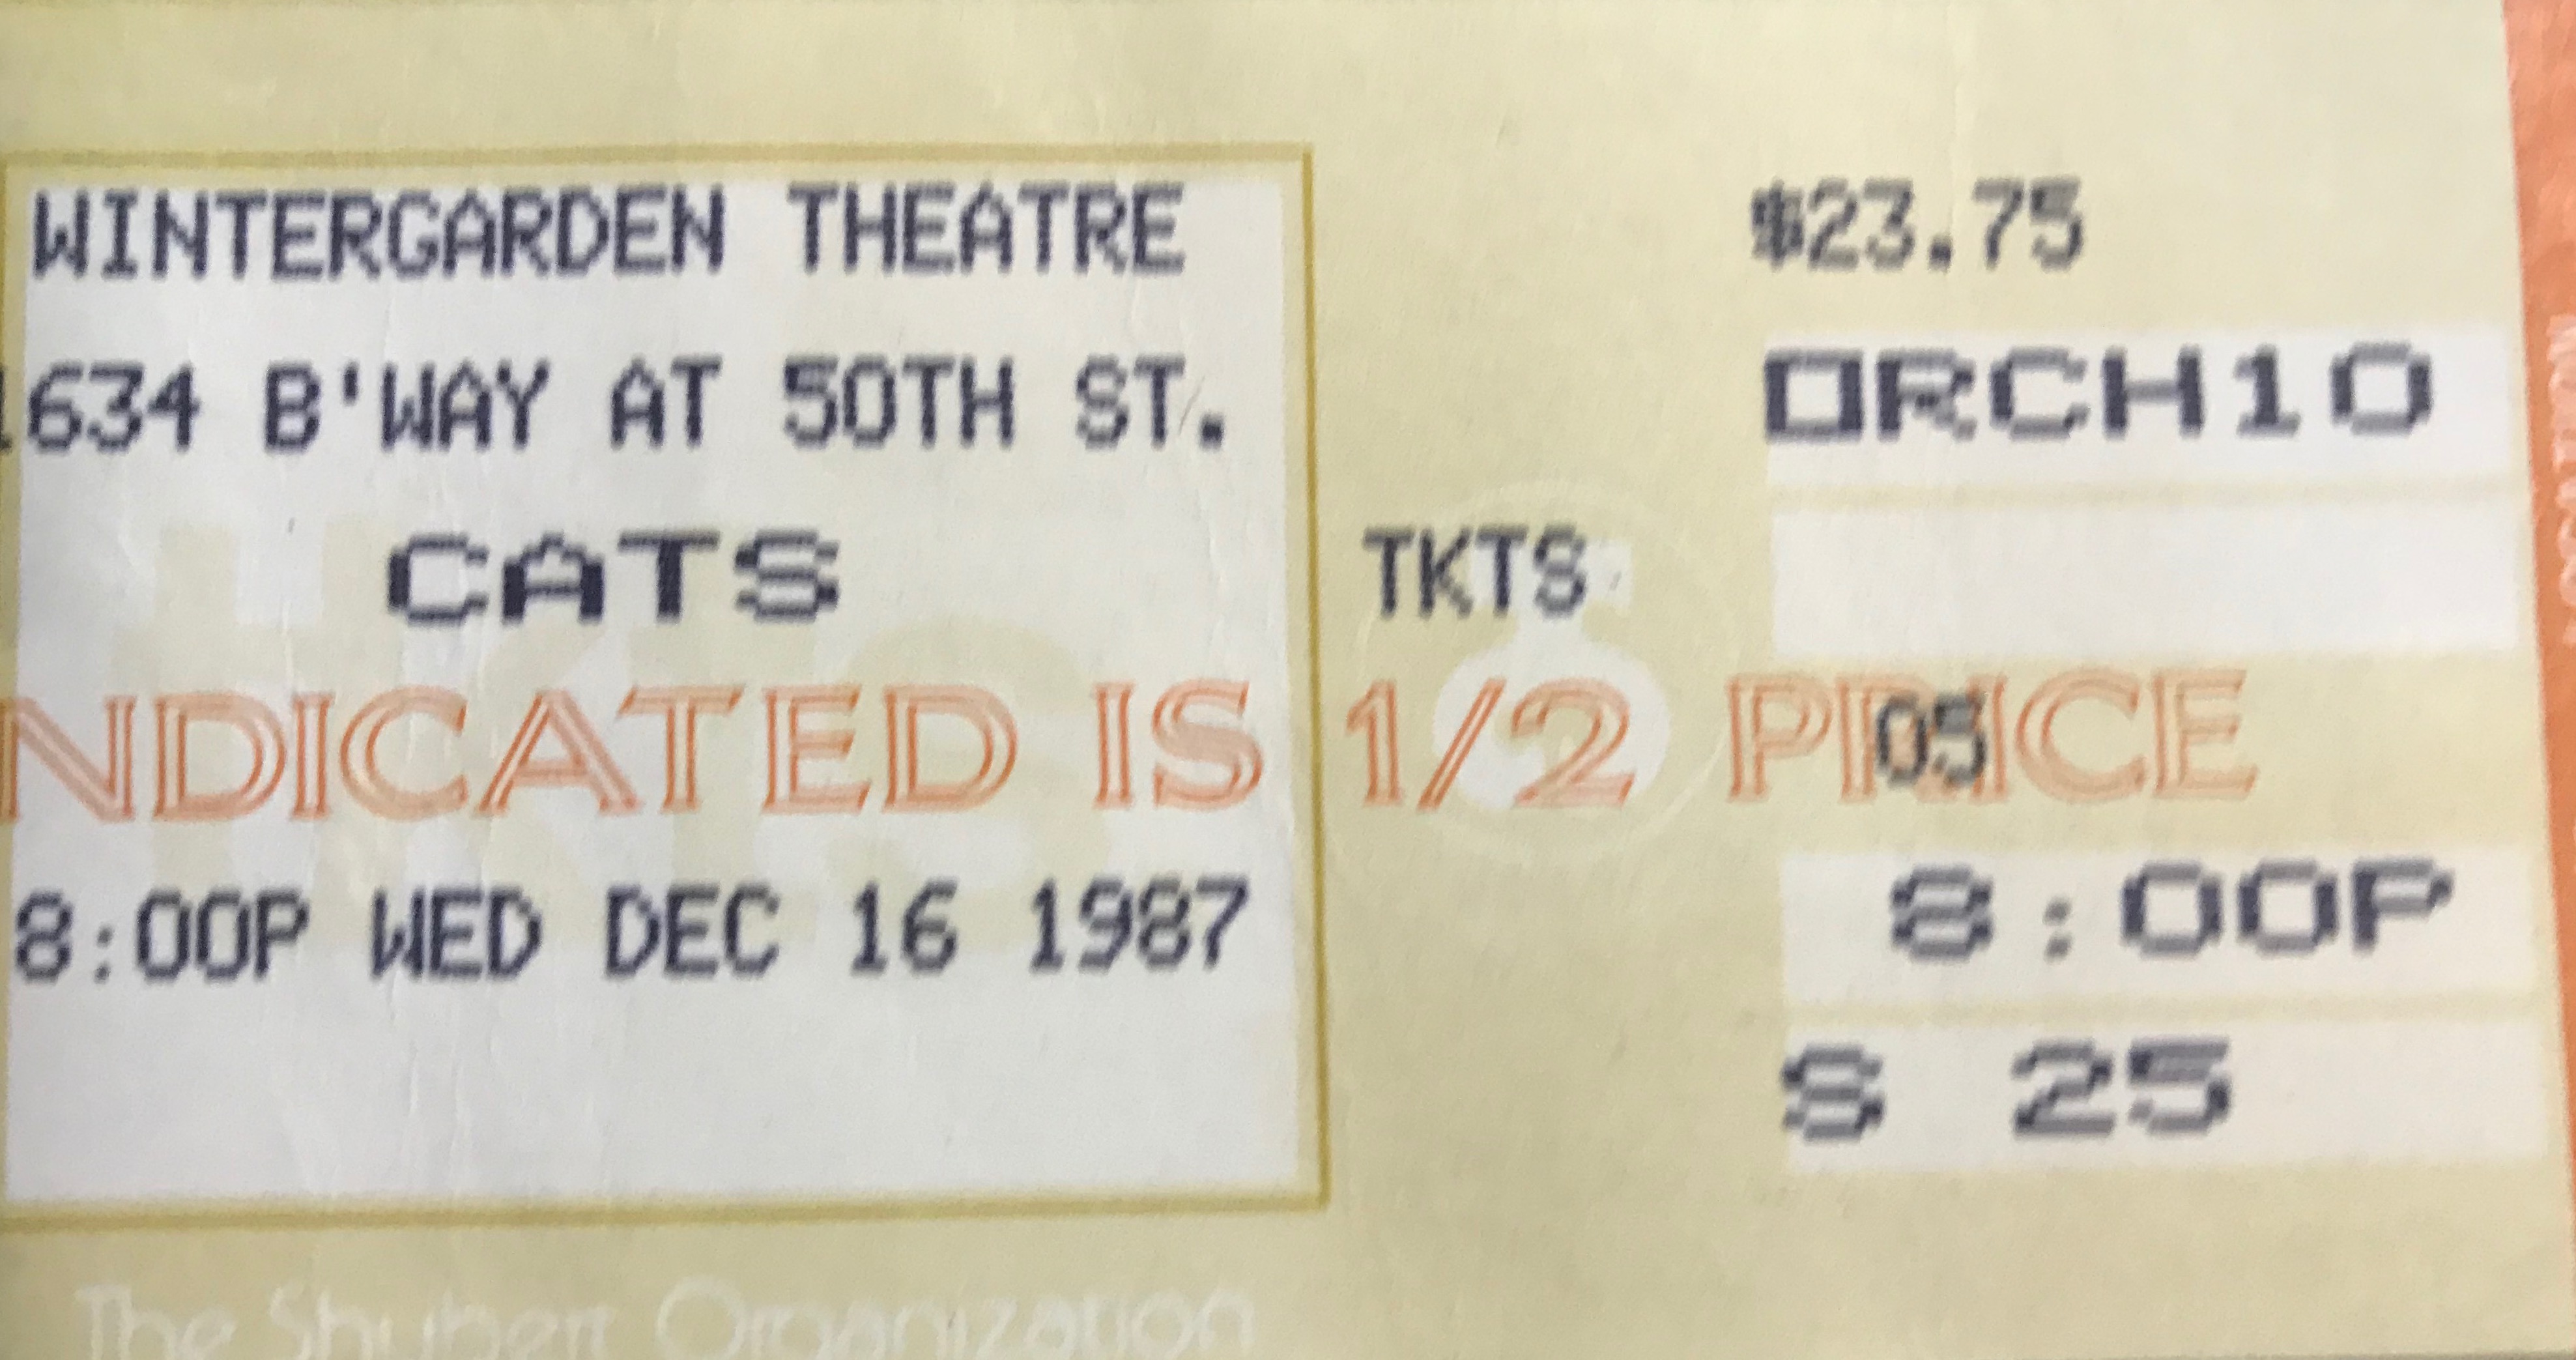 WINTERGARDEN THEATRE
$23.75
1634 B'WAY AT 50TH ST.
ORCH10
CATS
TKTS
NDICATED IS 1/2 PRICE
05
8:00P WED DEC 16 1987
8:00P
S 25
The Shubert Organization